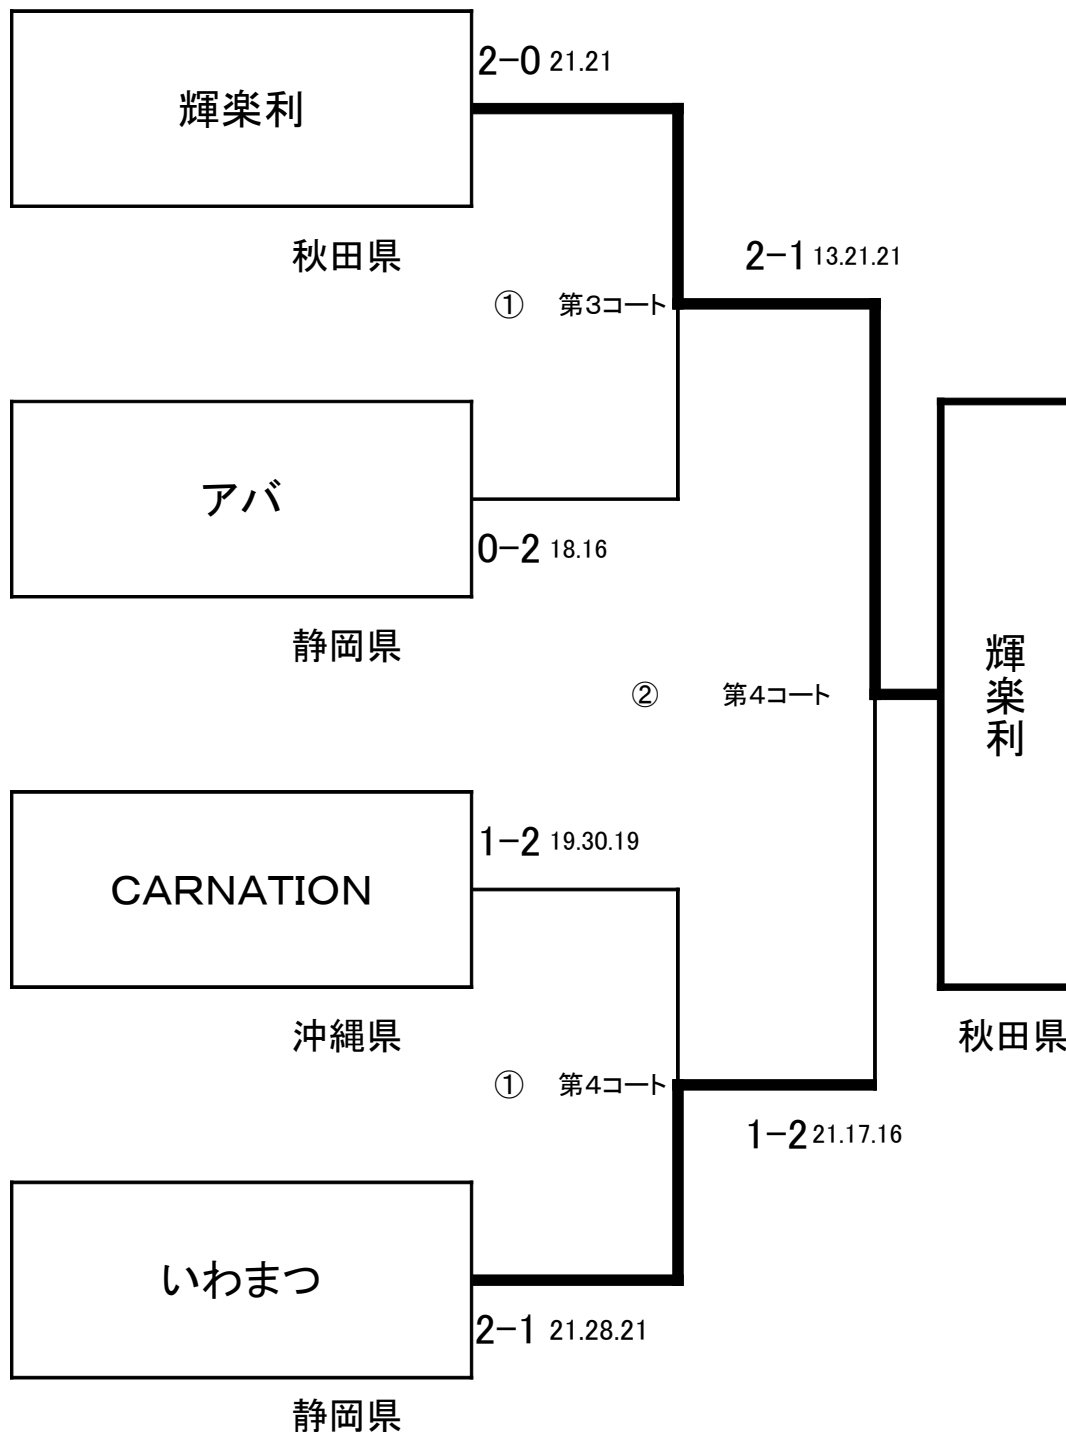 2-0 21.21
輝楽利
秋田県
2-1 13.21.21
① 第3コート
アバ
0-2 18.16
静岡県
輝楽利
② 第4コート
1-2 19.30.19
CARNATION
沖縄県
秋田県
① 第4コート
1-2 21.17.16
いわまつ
2-1 21.28.21
静岡県